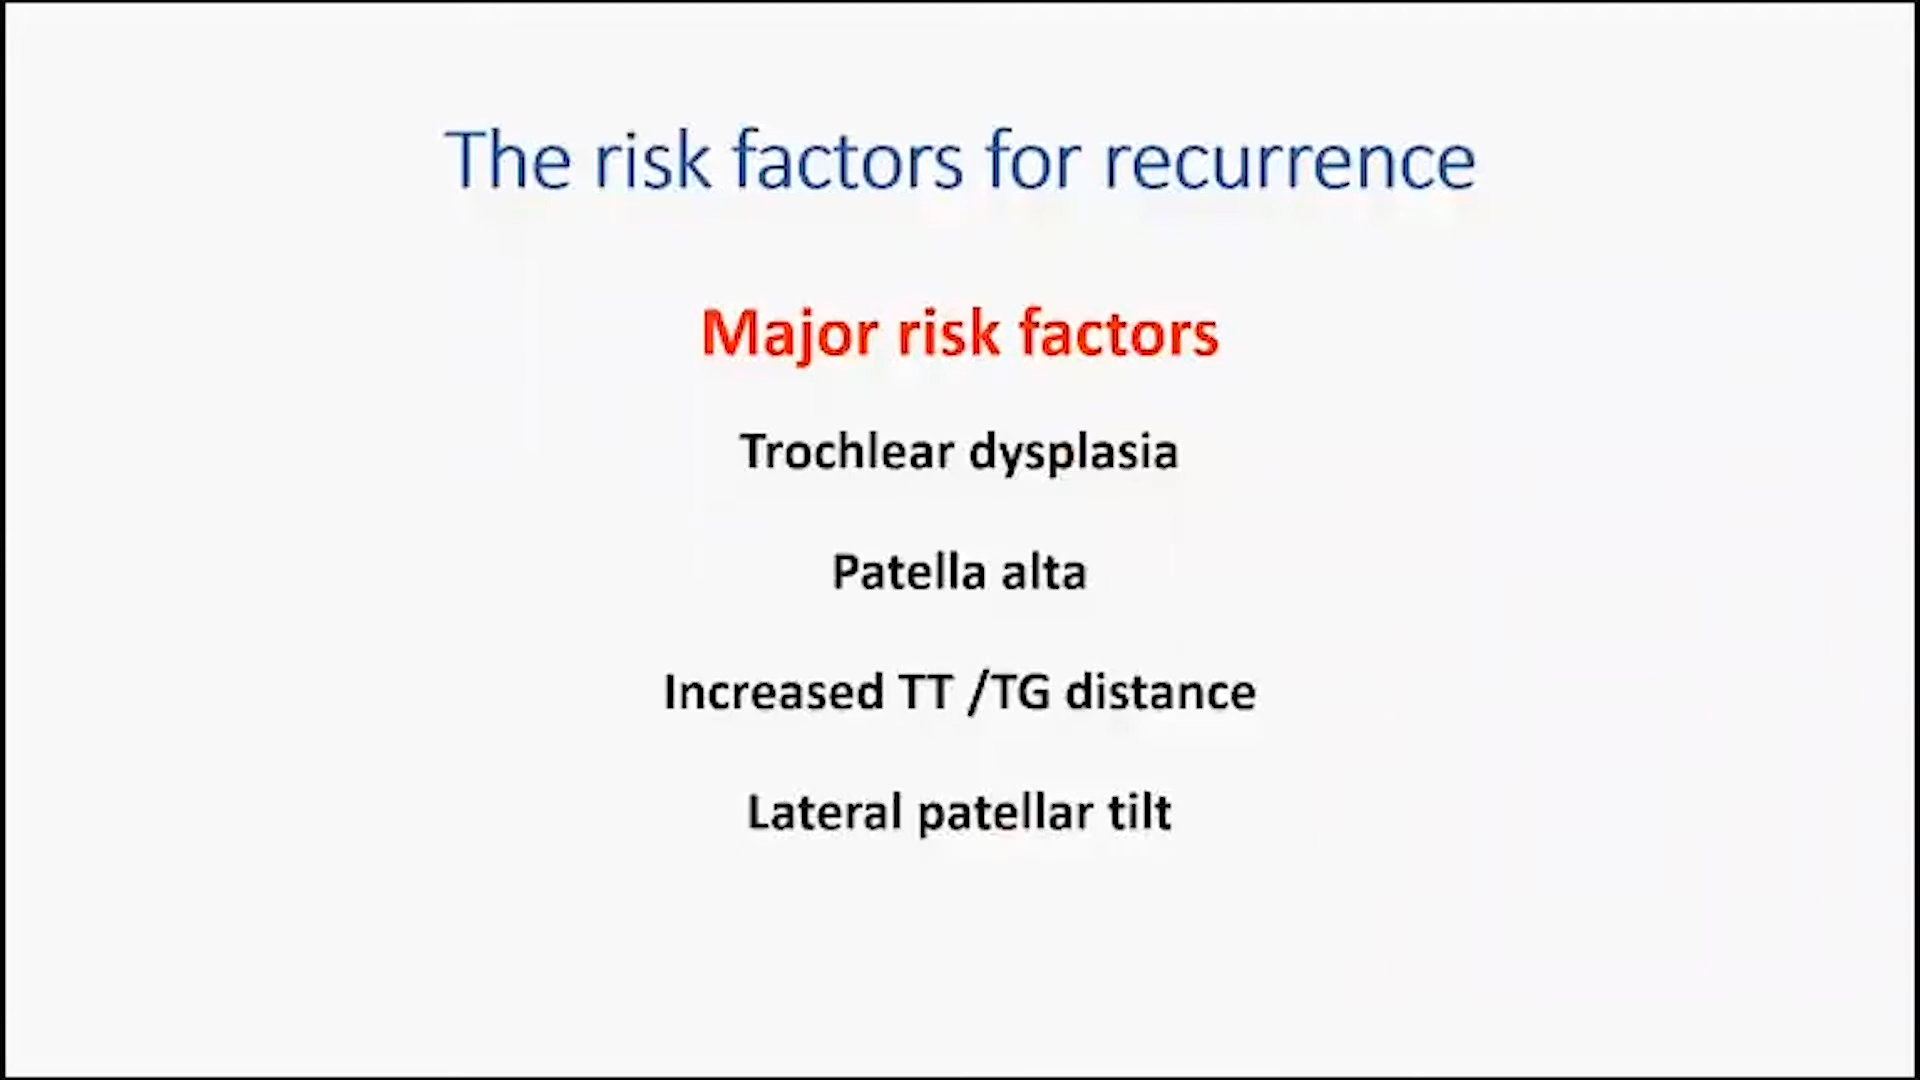 The risk factors for recurrence
Major risk factors
Trochlear dysplasia
Patella alta
Increased TT /TG distance
Lateral patellar tilt